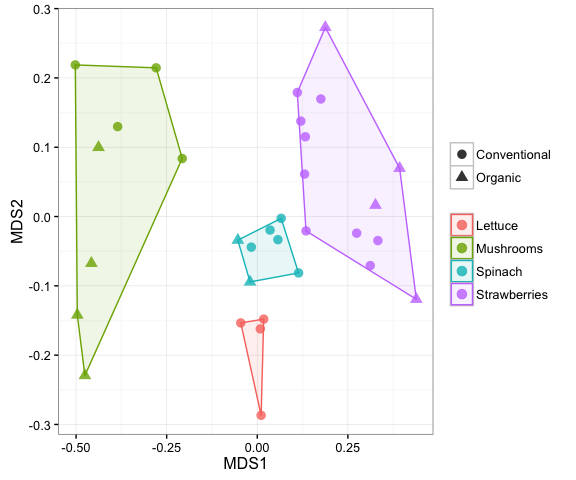 0.3
0.2
0.1
0.0
-0.1
-0.2
-0.3
MDS2
-0.50
-0.25
0.00
0.25
MDS1
Conventional
Organic
Lettuce
Mushrooms
Spinach
Strawberries